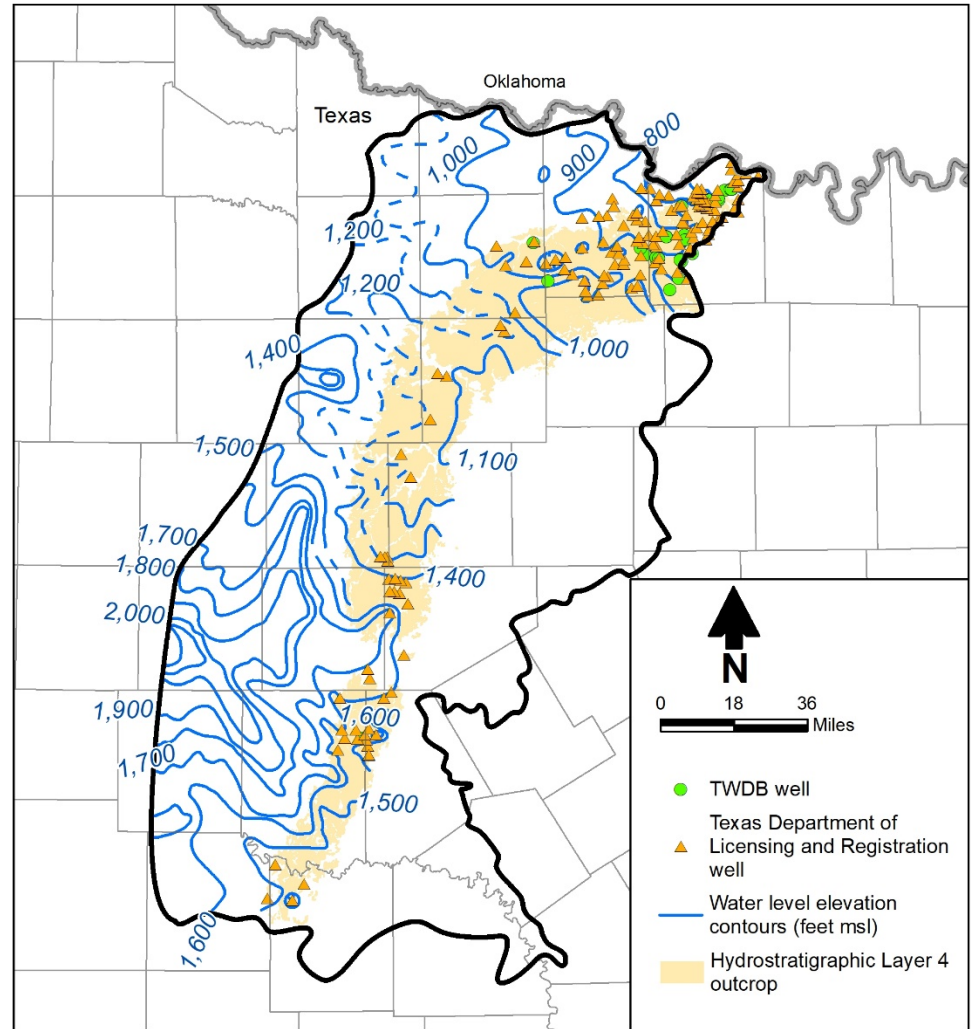 Oklahoma
Texas
800
900
1,000
1,200
1,200
1,000
1,400
1,500
1,100
1,700
1,800
1,400
2,000
1,900
1,600
1,700
1,500
1,600
N
0 18 36
Miles
TWDB well
Texas Department of
Licensing and Registration
well
Water level elevation
contours (feet msl)
Hydrostratigraphic Layer 4
outcrop